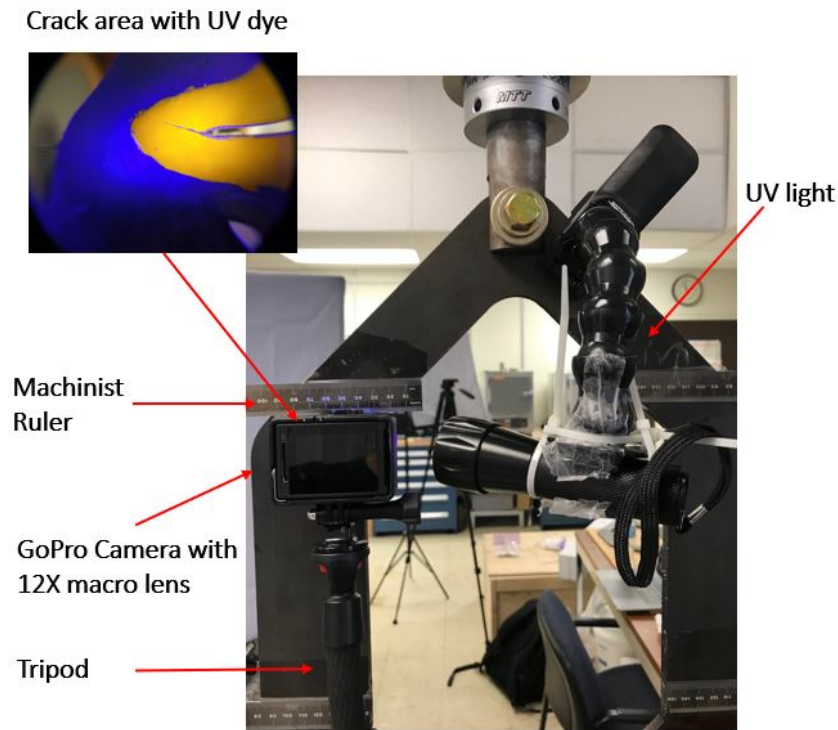 Crack area with UV dye
MTT
UV light
Machinist
Ruler
GoPro Camera with
12X macro lens
Tripod